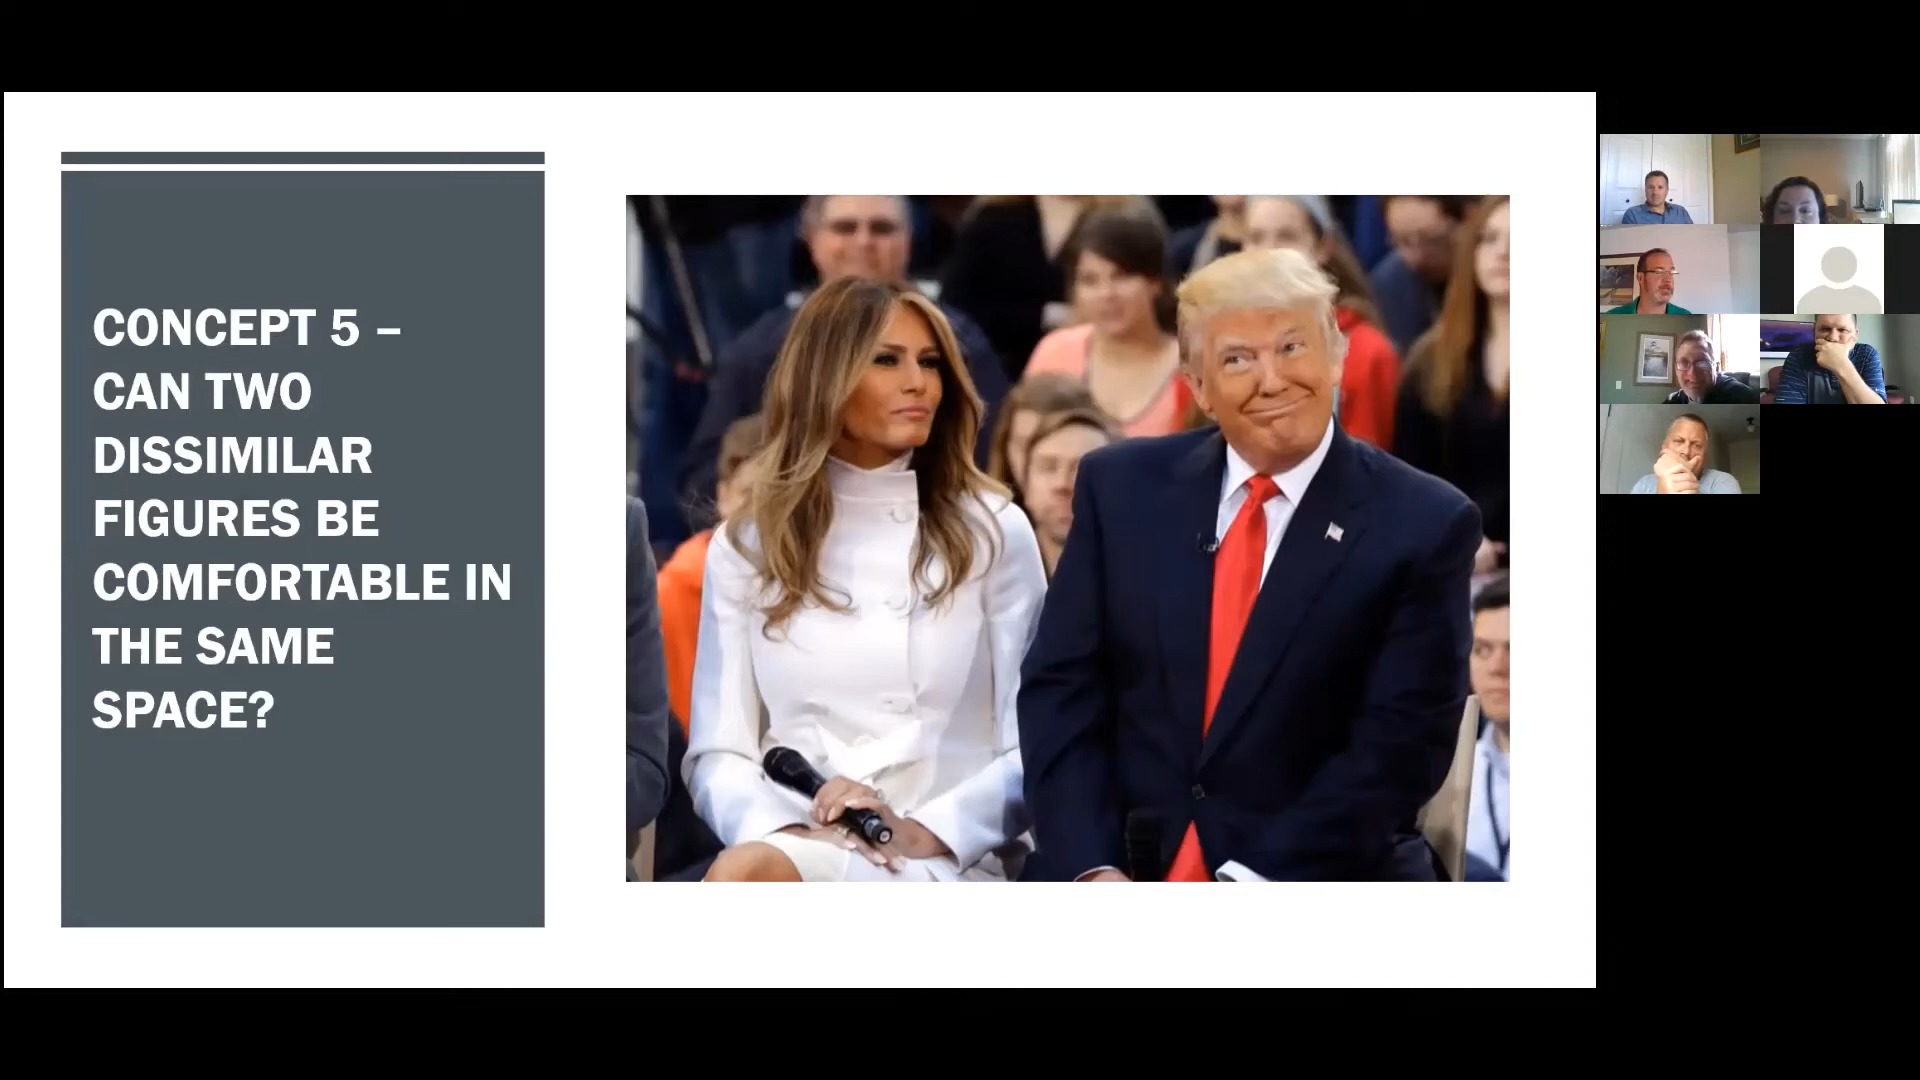 CONCEPT 5 –
CAN TWO
DISSIMILAR
FIGURES BE
COMFORTABLE IN
THE SAME
SPACE?